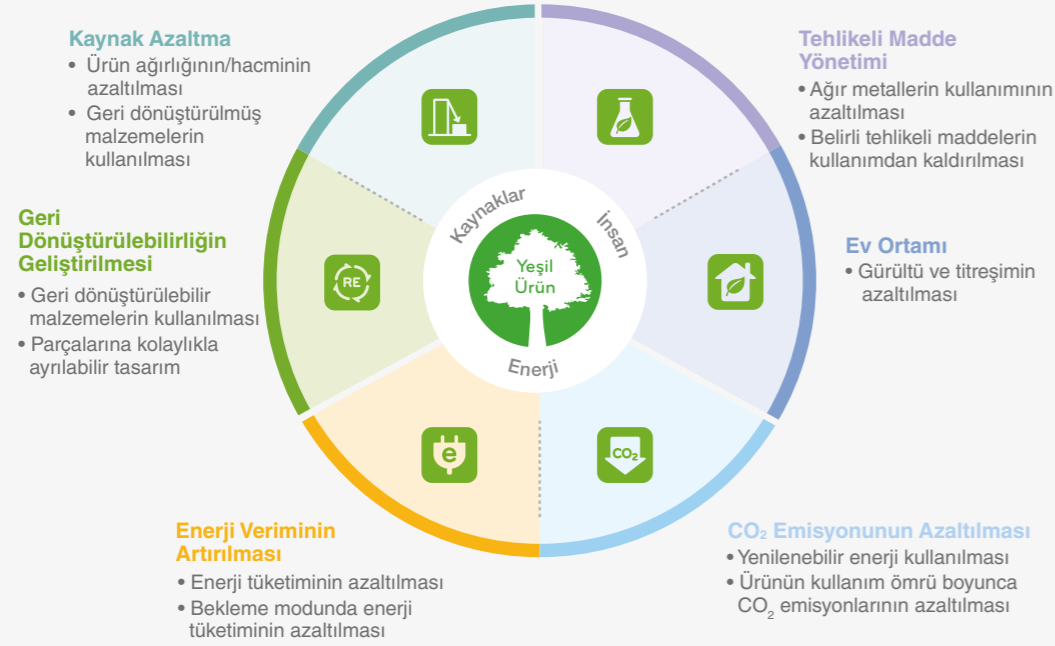 Kaynak Azaltma
• Ürün ağırlığının/hacminin
azaltılması
• Geri dönüştürülmüş
malzemelerin
kullanılması
Tehlikeli Madde
Yönetimi
• Ağır metallerin kullanımının
azaltılması
• Belirli tehlikeli maddelerin
kullanımdan kaldırılması
Geri
Dönüştürülebilirliğin
Geliştirilmesi
• Geri dönüştürülebilir
malzemelerin kullanılması
• Parçalarına kolaylıkla
ayrılabilir tasarım
RE
Kaynaklar
İnsan
Yeşil
Ürün
Enerji
Ev Ortamı
• Gürültü ve titreşimin
azaltılması
e
CO₂
Enerji Veriminin
Artırılması
• Enerji tüketiminin azaltılması
• Bekleme modunda enerji
tüketiminin azaltılması
CO₂ Emisyonunun Azaltılması
• Yenilenebilir enerji kullanılması
• Ürünün kullanım ömrü boyunca
CO₂ emisyonlarının azaltılması